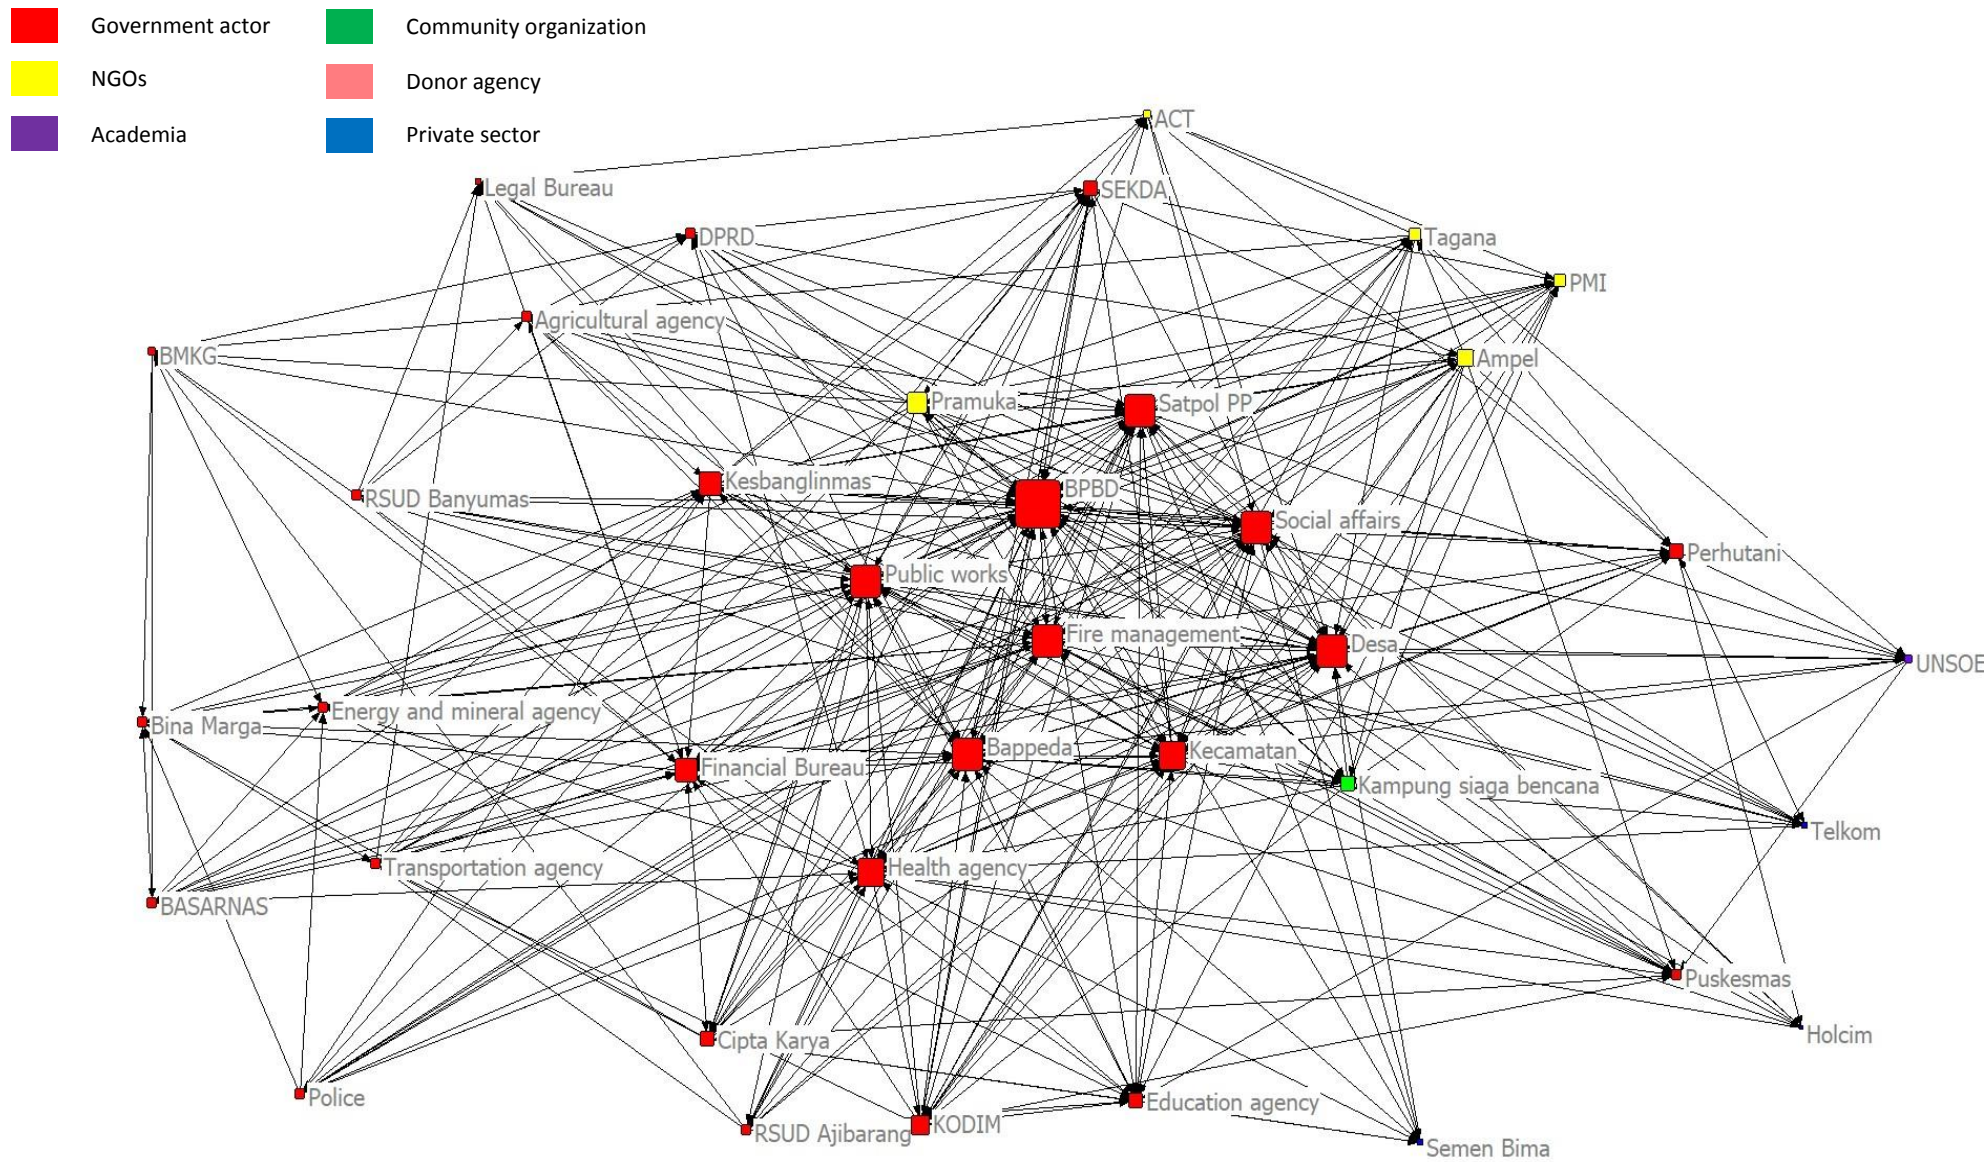 Government actor
Community organization
NGOs
Donor agency
Academia
Private sector
ACT
Legal Bureau
SEKDA
DPRD
Tagana
PMI
Agricultural agency
BMKG
Ampel
Pramuka
Satpol PP
Kesbanglinmas
BPBD
RSUD Banyumas
Social affairs
Perhutani
Public works
Fire management
Desa
UNSOE
Energy and mineral agency
Bina Marga
Bappeda
Kecamatan
Financial Bureau
Kampung siaga bencana
Telkom
Transportation agency
Health agency
BASARNAS
Puskesmas
Holcim
Cipta Karya
Police
Education agency
KODIM
RSUD Ajibarang
Semen Bima